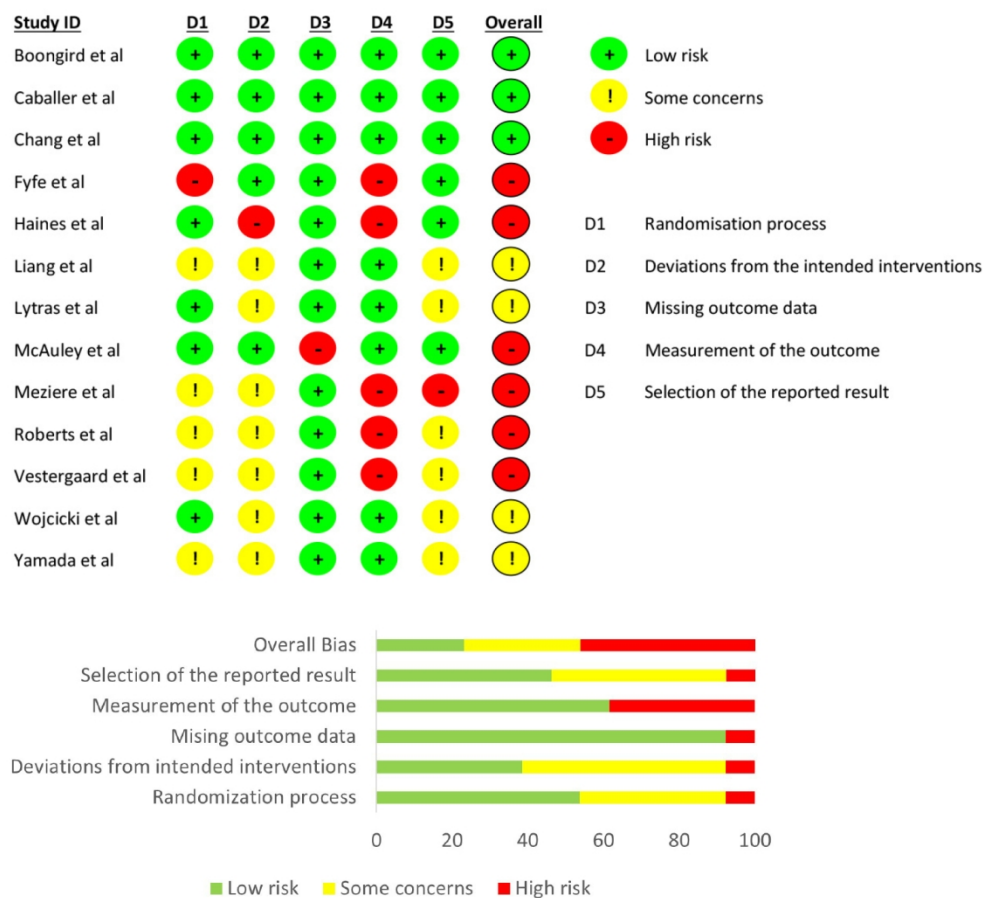 Study ID D1 D2 D3 D4 D5 Overall
Boongird et al + + + + + + + Low risk
Caballer et al + + + + + + ! Some concerns
Chang et al + + + + + + - High risk
Fyfe et al - + + - + -
Haines et al + - + - + - D1 Randomisation process
Liang et al ! ! + + ! ! D2 Deviations from the intended interventions
Lytras et al + ! + + ! ! D3 Missing outcome data
McAuley et al + + - + + - D4 Measurement of the outcome
Meziere et al ! ! + - - - D5 Selection of the reported result
Roberts et al ! ! + - ! -
Vestergaard et al ! ! + - ! -
Wojcicki et al + ! + + ! !
Yamada et al ! ! + + ! !
Overall Bias
Selection of the reported result
Measurement of the outcome
Mising outcome data
Deviations from intended interventions
Randomization process
0 20 40 60 80 100
Low risk Some concerns High risk